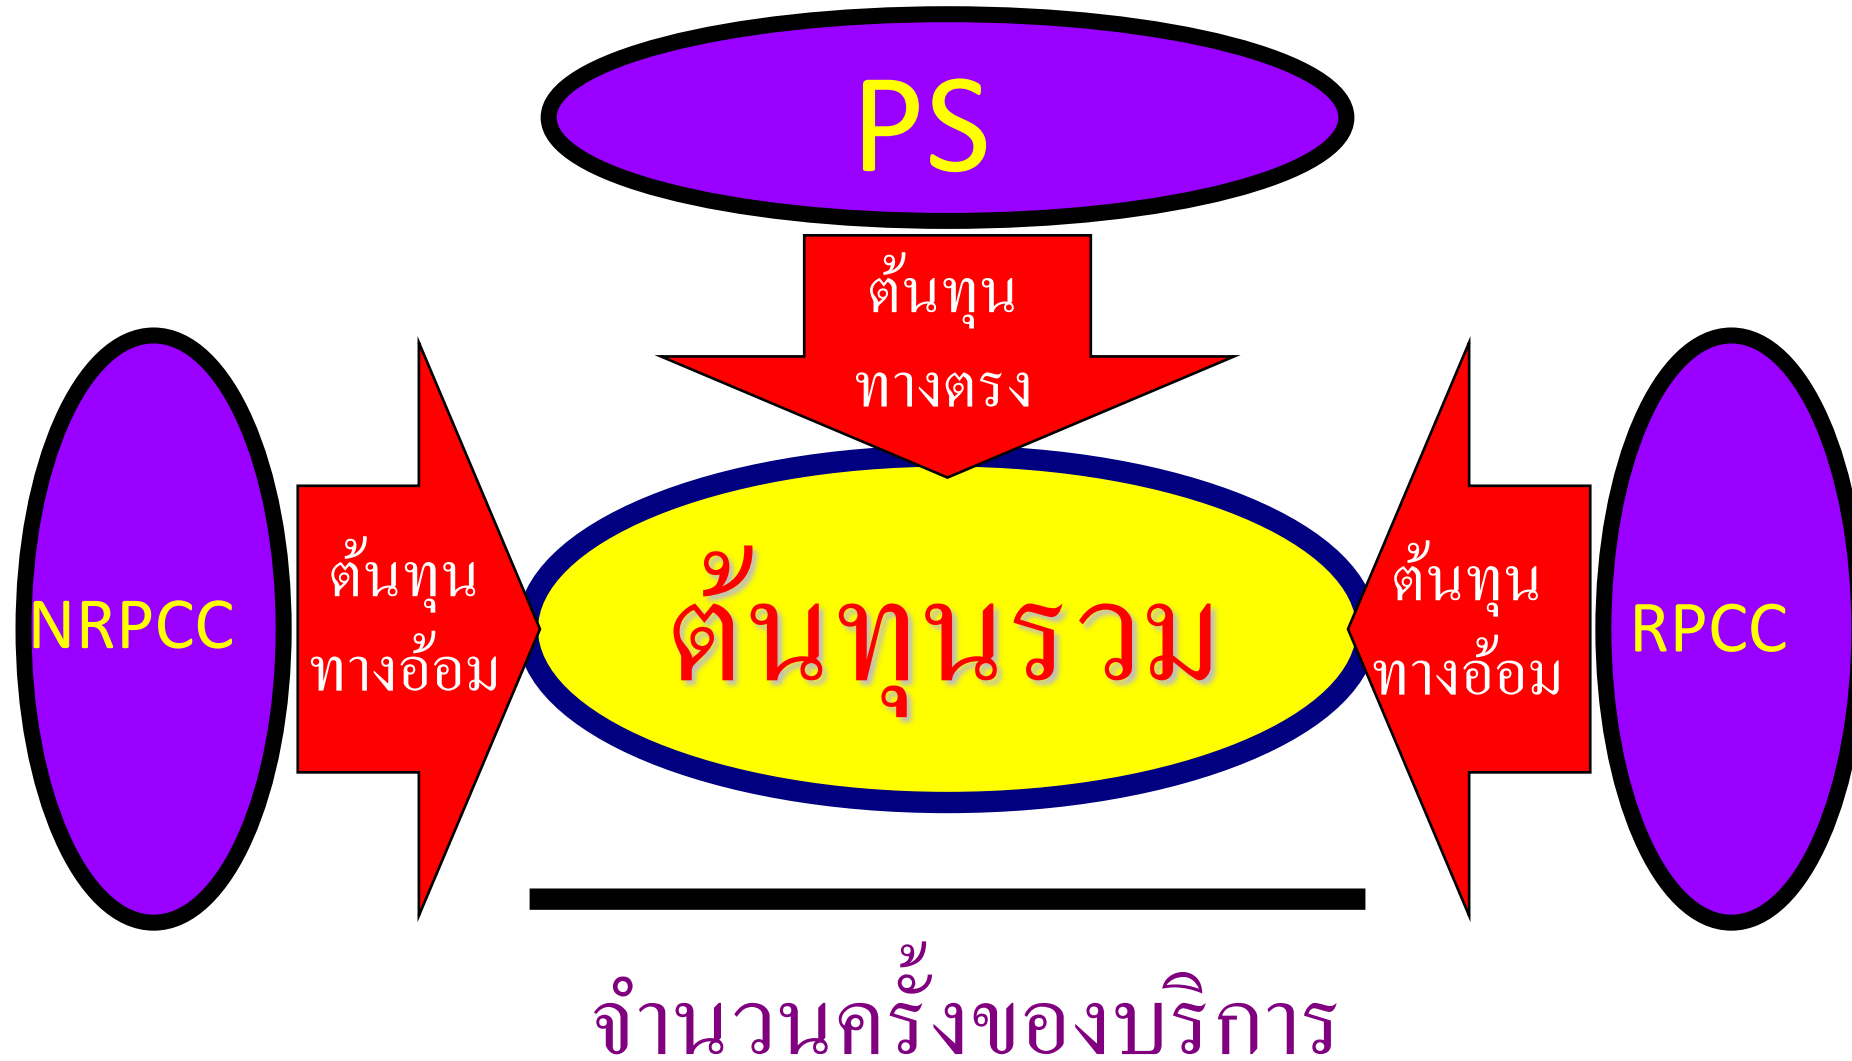 PS
ต้นทุน
ทางตรง
NRPCC
ต้นทุน
ทางอ้อม
ต้นทุนรวม
ต้นทุน
ทางอ้อม
RPCC
จำนวนครั้งของบริการ